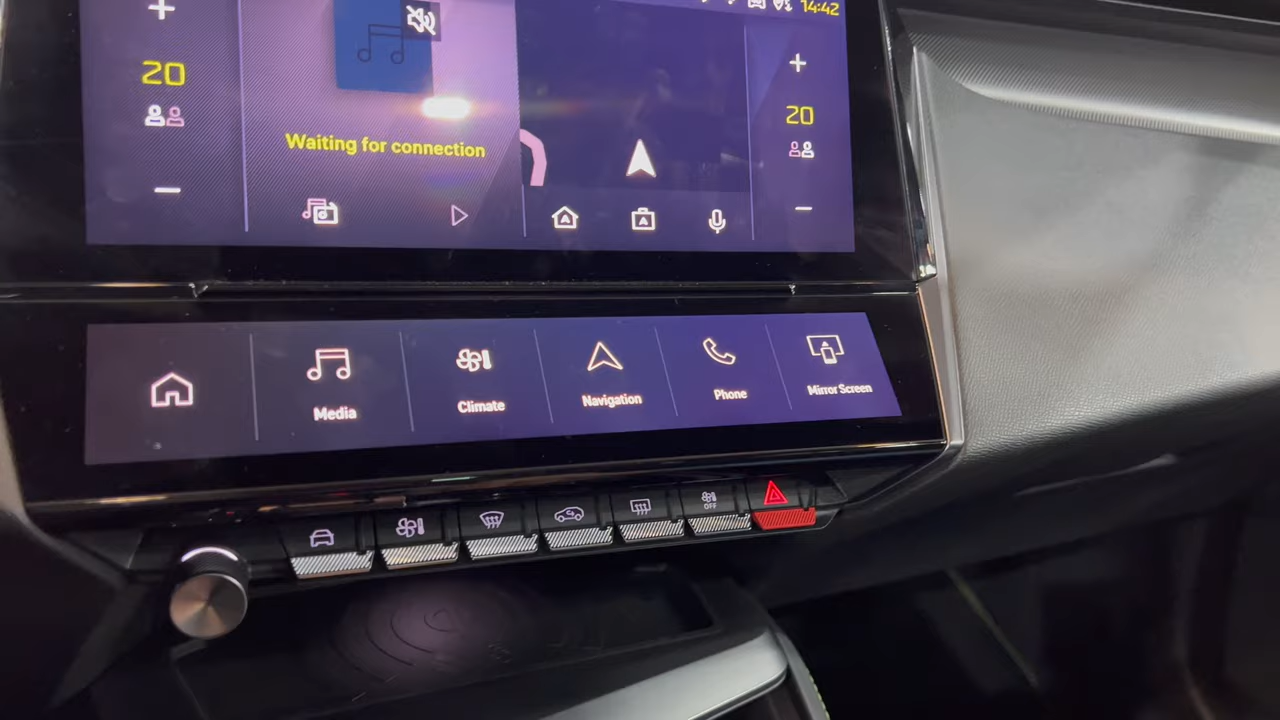 14:42
20
20
Waiting for connection
Media
Climate
Navigation
Phone
Mirror Screen
OFF